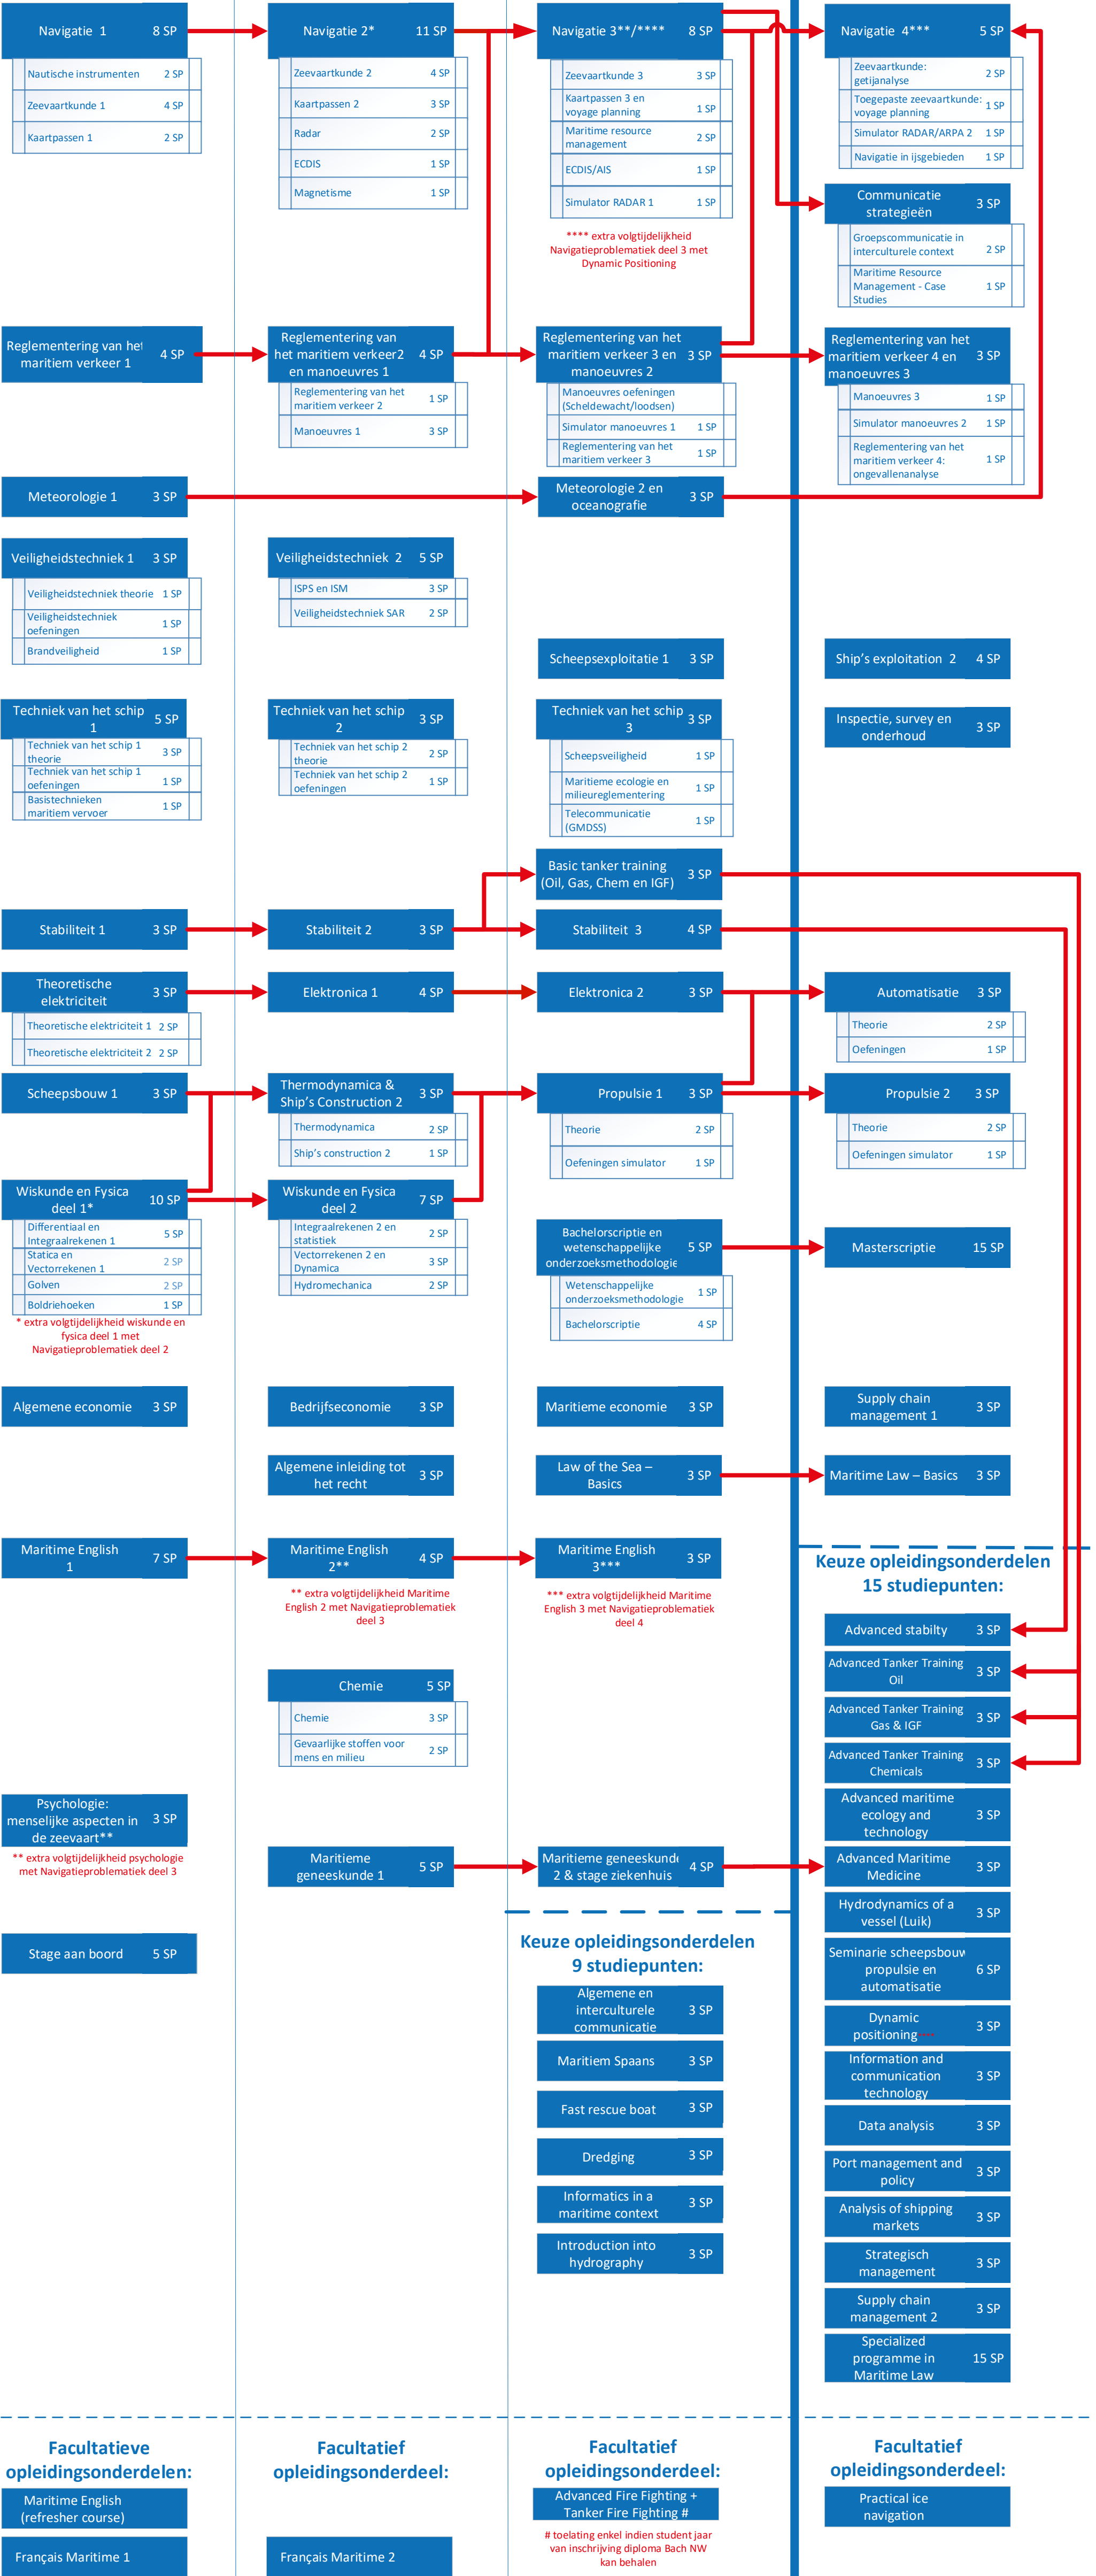 Navigatie 1 8 SP
Nautische instrumenten 2 SP
Zeevaartkunde 1 4 SP
Kaartpassen 1 2 SP
Reglementering van het
maritiem verkeer 1
4 SP
Meteorologie 1 3 SP
Veiligheidstechniek 1 3 SP
Veiligheidstechniek theorie 1 SP
Veiligheidstechniek
oefeningen
1 SP
Brandveiligheid 1 SP
Techniek van het schip
1
5 SP
Techniek van het schip 1
theorie
3 SP
Techniek van het schip 1
oefeningen
1 SP
Basistechnieken
maritiem vervoer
1 SP
Stabiliteit 1 3 SP
Theoretische
elektriciteit
3 SP
Theoretische elektriciteit 1 2 SP
Theoretische elektriciteit 2 2 SP
Scheepsbouw 1 3 SP
Wiskunde en Fysica
deel 1*
10 SP
Differentiaal en
Integraalrekenen 1
5 SP
Statica en
Vectorrekenen 1
2 SP
Golven 2 SP
Boldriehoeken 1 SP
* extra volgtijdelijkheid wiskunde en
fysica deel 1 met
Navigatieproblematiek deel 2
Algemene economie 3 SP
Maritime English
1
7 SP
Psychologie:
menselijke aspecten in
de zeevaart**
3 SP
** extra volgtijdelijkheid psychologie
met Navigatieproblematiek deel 3
Stage aan boord 5 SP
Facultatieve
opleidingsonderdelen:
Maritime English
(refresher course)
Français Maritime 1
Navigatie 2* 11 SP
Zeevaartkunde 2 4 SP
Kaartpassen 2 3 SP
Radar 2 SP
ECDIS 1 SP
Magnetisme 1 SP
Reglementering van
het maritiem verkeer2
en manoeuvres 1
4 SP
Reglementering van het
maritiem verkeer 2
1 SP
Manoeuvres 1 3 SP
Veiligheidstechniek 2 5 SP
ISPS en ISM 3 SP
Veiligheidstechniek SAR 2 SP
Techniek van het schip
2
3 SP
Techniek van het schip 2
theorie
2 SP
Techniek van het schip 2
oefeningen
1 SP
Stabiliteit 2 3 SP
Elektronica 1 4 SP
Thermodynamica &
Ship's Construction 2
3 SP
Thermodynamica 2 SP
Ship's construction 2 1 SP
Wiskunde en Fysica
deel 2
7 SP
Integraalrekenen 2 en
statistiek
2 SP
Vectorrekenen 2 en
Dynamica
3 SP
Hydromechanica 2 SP
Bedrijfseconomie 3 SP
Algemene inleiding tot
het recht
3 SP
Maritime English
2**
4 SP
** extra volgtijdelijkheid Maritime
English 2 met Navigatieproblematiek
deel 3
Chemie 5 SP
Chemie 3 SP
Gevaarlijke stoffen voor
mens en milieu
2 SP
Maritieme
geneeskunde 1
5 SP
Facultatief
opleidingsonderdeel:
Français Maritime 2
Navigatie 3**/**** 8 SP
Zeevaartkunde 3 3 SP
Kaartpassen 3 en
voyage planning
1 SP
Maritime resource
management
2 SP
ECDIS/AIS 1 SP
Simulator RADAR 1 1 SP
**** extra volgtijdelijkheid
Navigatieproblematiek deel 3 met
Dynamic Positioning
Reglementering van het
maritiem verkeer 3 en
manoeuvres 2
3 SP
Manoeuvres oefeningen
(Scheldewacht/loodsen)
Simulator manoeuvres 1 1 SP
Reglementering van het
maritiem verkeer 3
1 SP
Meteorologie 2 en
oceanografie
3 SP
Scheepsexploitatie 1 3 SP
Techniek van het schip
3
3 SP
Scheepsveiligheid 1 SP
Maritieme ecologie en
milieureglementering
1 SP
Telecommunicatie
(GMDSS)
1 SP
Basic tanker training
(Oil, Gas, Chem en IGF)
3 SP
Stabiliteit 3 4 SP
Elektronica 2 3 SP
Propulsie 1 3 SP
Theorie 2 SP
Oefeningen simulator 1 SP
Bachelorscriptie en
wetenschappelijke
onderzoeksmethodologie
5 SP
Wetenschappelijke
onderzoeksmethodologie
1 SP
Bachelorscriptie 4 SP
Maritieme economie 3 SP
Law of the Sea –
Basics
3 SP
Maritime English
3***
3 SP
*** extra volgtijdelijkheid Maritime
English 3 met Navigatieproblematiek
deel 4
Maritieme geneeskunde
2 & stage ziekenhuis
4 SP
Keuze opleidingsonderdelen
9 studiepunten:
Algemene en
interculturele
communicatie
3 SP
Maritiem Spaans 3 SP
Fast rescue boat 3 SP
Dredging 3 SP
Informatics in a
maritime context
3 SP
Introduction into
hydrography
3 SP
Facultatief
opleidingsonderdeel:
Advanced Fire Fighting +
Tanker Fire Fighting #
# toelating enkel indien student jaar
van inschrijving diploma Bach NW
kan behalen
Navigatie 4*** 5 SP
Zeevaartkunde:
getijanalyse
2 SP
Toegepaste zeevaartkunde:
voyage planning
1 SP
Simulator RADAR/ARPA 2 1 SP
Navigatie in ijsgebieden 1 SP
Communicatie
strategieën
3 SP
Groepscommunicatie in
interculturele context
2 SP
Maritime Resource
Management - Case
Studies
1 SP
Reglementering van het
maritiem verkeer 4 en
manoeuvres 3
3 SP
Manoeuvres 3 1 SP
Simulator manoeuvres 2 1 SP
Reglementering van het
maritiem verkeer 4:
ongevallenanalyse
1 SP
Ship's exploitation 2 4 SP
Inspectie, survey en
onderhoud
3 SP
Automatisatie 3 SP
Theorie 2 SP
Oefeningen 1 SP
Propulsie 2 3 SP
Theorie 2 SP
Oefeningen simulator 1 SP
Masterscriptie 15 SP
Supply chain
management 1
3 SP
Maritime Law – Basics 3 SP
Keuze opleidingsonderdelen
15 studiepunten:
Advanced stabilty 3 SP
Advanced Tanker Training
Oil
3 SP
Advanced Tanker Training
Gas & IGF
3 SP
Advanced Tanker Training
Chemicals
3 SP
Advanced maritime
ecology and
technology
3 SP
Advanced Maritime
Medicine
3 SP
Hydrodynamics of a
vessel (Luik)
3 SP
Seminarie scheepsbouw
propulsie en
automatisatie
6 SP
Dynamic
positioning****
3 SP
Information and
communication
technology
3 SP
Data analysis 3 SP
Port management and
policy
3 SP
Analysis of shipping
markets
3 SP
Strategisch
management
3 SP
Supply chain
management 2
3 SP
Specialized
programme in
Maritime Law
15 SP
Facultatief
opleidingsonderdeel:
Practical ice
navigation